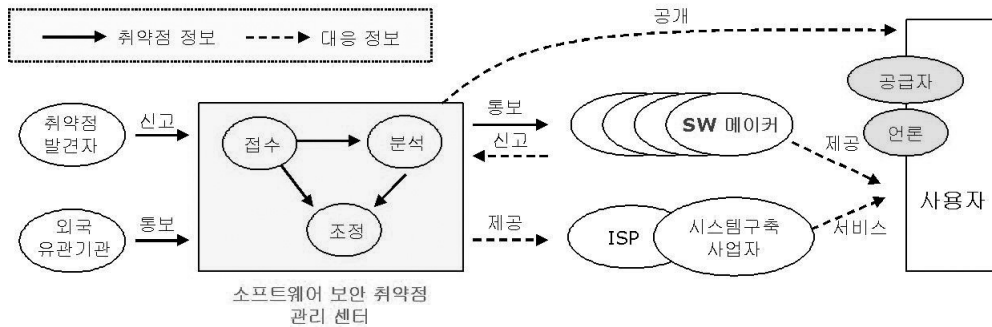 취약점 정보
대응 정보
공개
취약점
발견자
신고
접수
분석
조정
통보
신고
SW 메이커
제공
공급자
언론
사용자
외국
유관기관
통보
제공
ISP
시스템구축
사업자
서비스
소프트웨어 보안 취약점
관리 센터